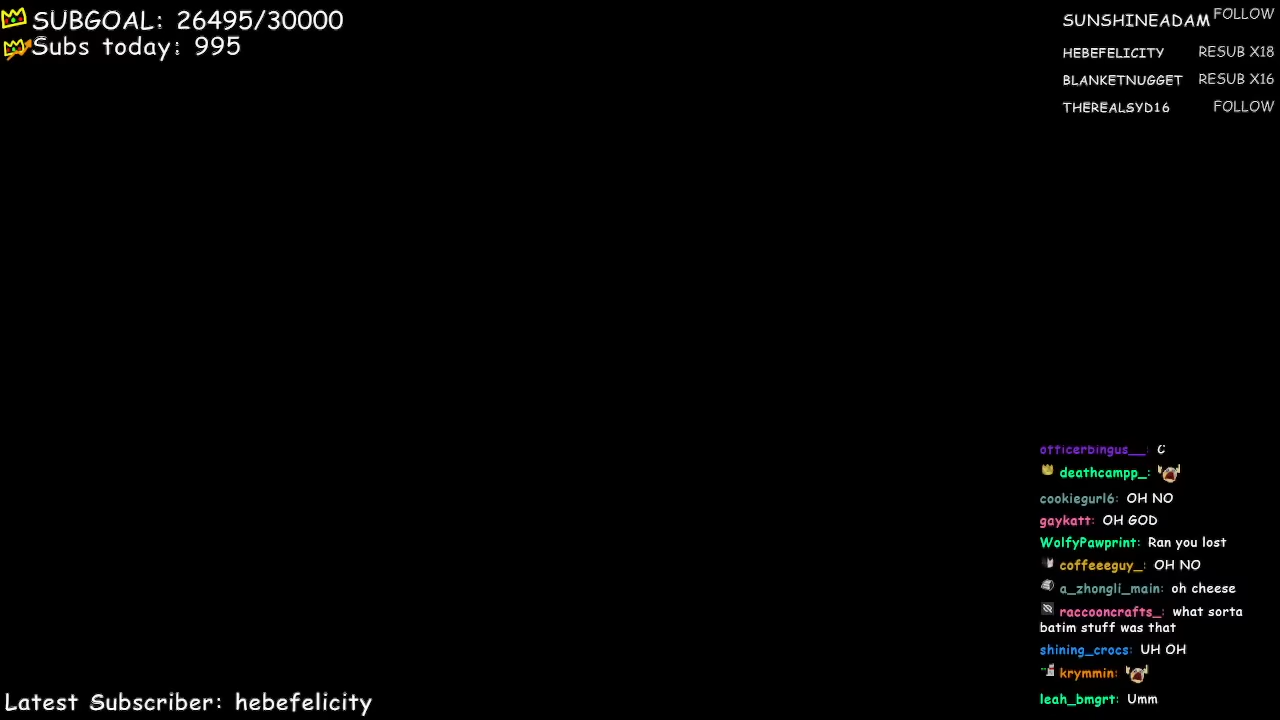 SUBGOAL: 26495/30000
Subs today: 995
SUNSHINEADAM FOLLOW
HEBEFELICITY RESUB X18
BLANKETNUGGET RESUB X16
THEREALSYD16 FOLLOW
officerbingus__: C
deathcampp_:
cookiegurl6: OH NO
gaykatt: OH GOD
WolfyPawprint: Ran you lost
coffeeeguy_: OH NO
a_zhongli_main: oh cheese
raccooncrafts_: what sorta
batim stuff was that
shining_crocs: UH OH
krymmin:
leah_bmgrt: Umm
Latest Subscriber: hebefelicity